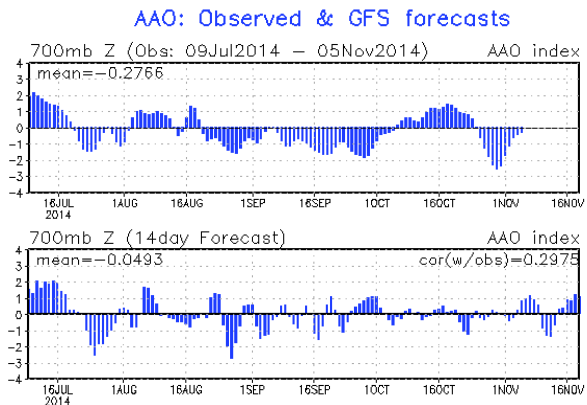 AAO: Observed & GFS forecasts
700mb Z (Obs: 09Jul2014 – 05Nov2014) AAO index
mean=-0.2766
4
3
2
1
0
-1
-2
-3
-4
16JUL 1AUG 16AUG 1SEP 16SEP 1OCT 16OCT 1NOV 16NOV
2014
700mb Z (14day Forecast) AAO index
mean=-0.0493 cor(w/obs)=0.2975
4
3
2
1
0
-1
-2
-3
-4
16JUL 1AUG 16AUG 1SEP 16SEP 1OCT 16OCT 1NOV 16NOV
2014